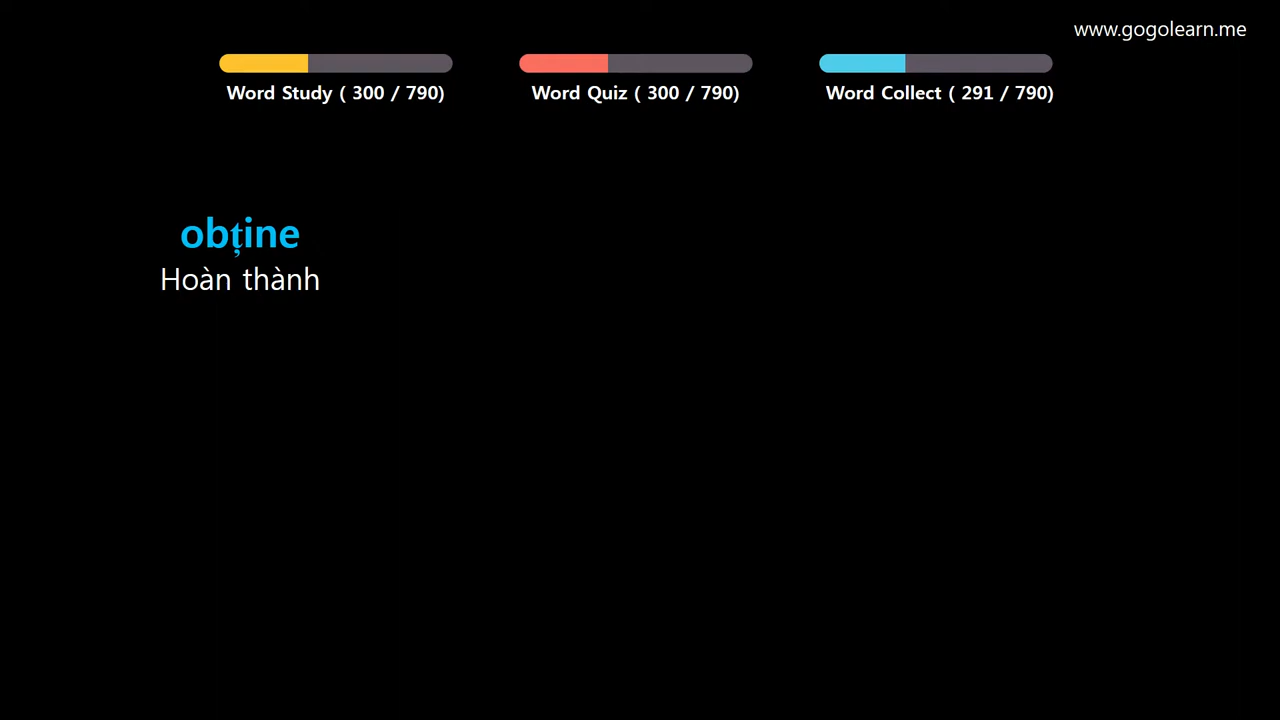 www.gogolearn.me
Word Study ( 300 / 790)
Word Quiz ( 300 / 790)
Word Collect ( 291 / 790)
obține
Hoàn thành